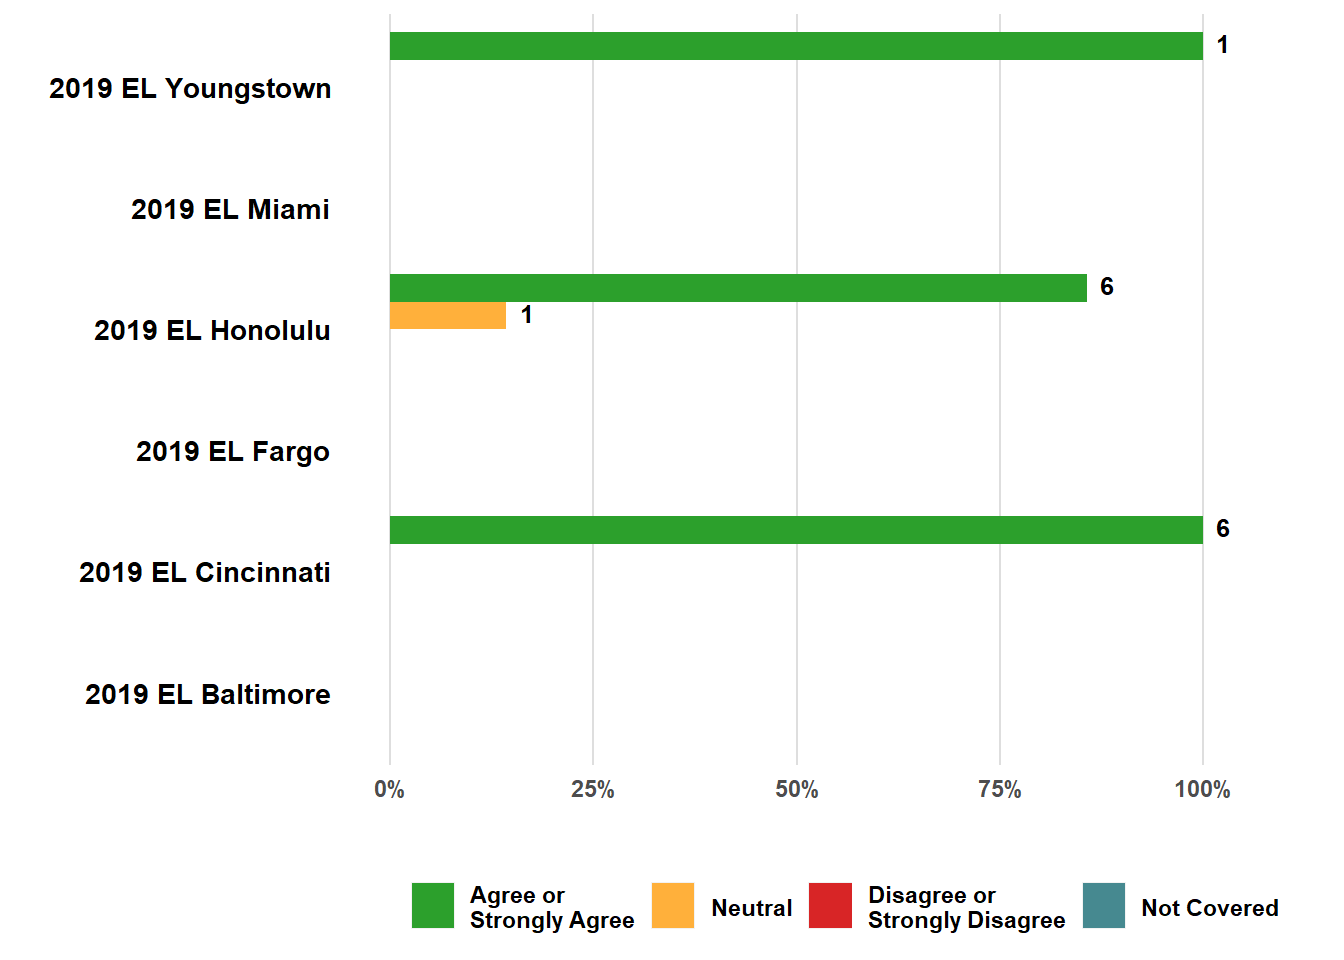 1
2019 EL Youngstown
2019 EL Miami
6
1
2019 EL Honolulu
2019 EL Fargo
6
2019 EL Cincinnati
2019 EL Baltimore
0% 25% 50% 75% 100%
Agree or
Strongly Agree
Neutral
Disagree or
Strongly Disagree
Not Covered